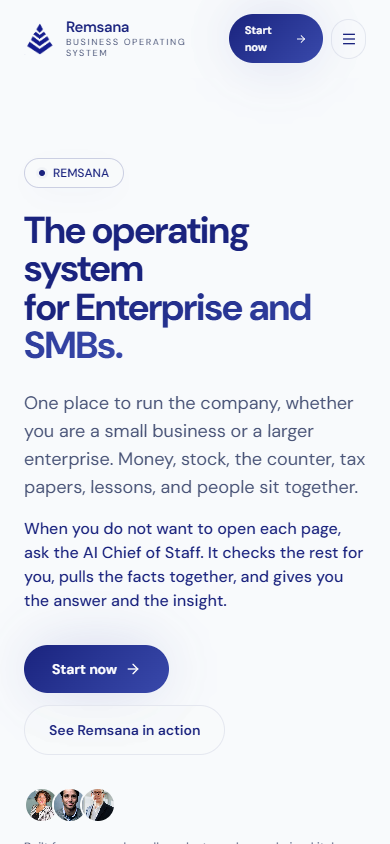 Remsana
BUSINESS OPERATING
SYSTEM
Start
now
REMSANA
The operating
system
for Enterprise and
SMBs.
One place to run the company, whether
you are a small business or a larger
enterprise. Money, stock, the counter, tax
papers, lessons, and people sit together.
When you do not want to open each page,
ask the AI Chief of Staff. It checks the rest for
you, pulls the facts together, and gives you
the answer and the insight.
Start now
See Remsana in action